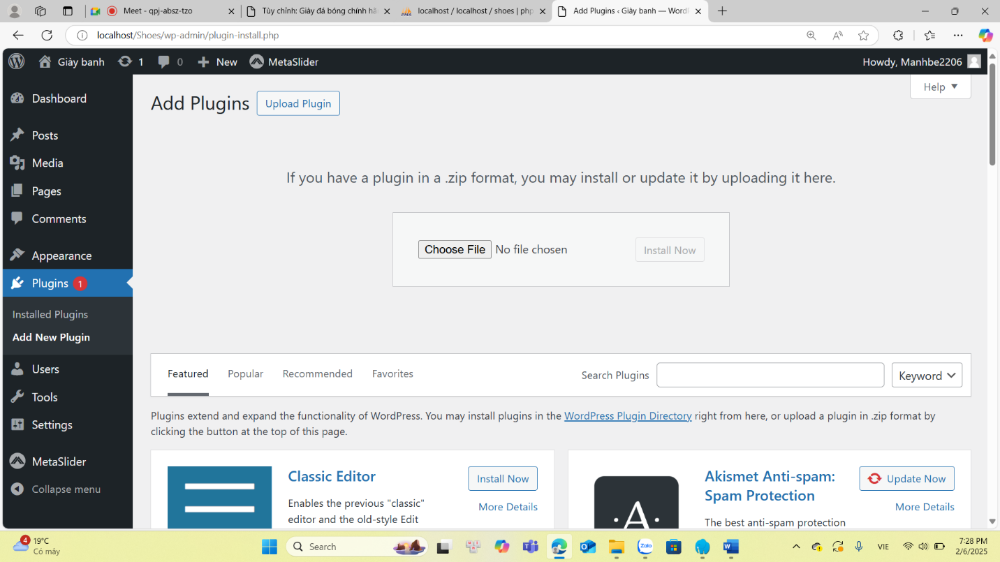 Meet - qpj-absz-tzo
Tùy chỉnh: Giày đá bóng chính hã
localhost / localhost / shoes | php
Add Plugins ‹ Giày banh — Word
localhost/Shoes/wp-admin/plugin-install.php
Giày banh
1
0
New
MetaSlider
Howdy, Manhbe2206
Dashboard
Posts
Media
Pages
Comments
Appearance
Plugins 1
Installed Plugins
Add New Plugin
Users
Tools
Settings
MetaSlider
Collapse menu
Help
Add Plugins
Upload Plugin
If you have a plugin in a .zip format, you may install or update it by uploading it here.
Choose File No file chosen
Install Now
Featured Popular Recommended Favorites
Search Plugins
Keyword
Plugins extend and expand the functionality of WordPress. You may install plugins in the WordPress Plugin Directory right from here, or upload a plugin in .zip format by
clicking the button at the top of this page.
Classic Editor
Install Now
More Details
Enables the previous "classic"
editor and the old-style Edit
A
Akismet Anti-spam:
Spam Protection
Update Now
More Details
The best anti-spam protection
4
19°C
Có mây
Search
Zalo
VIE
7:28 PM
2/6/2025